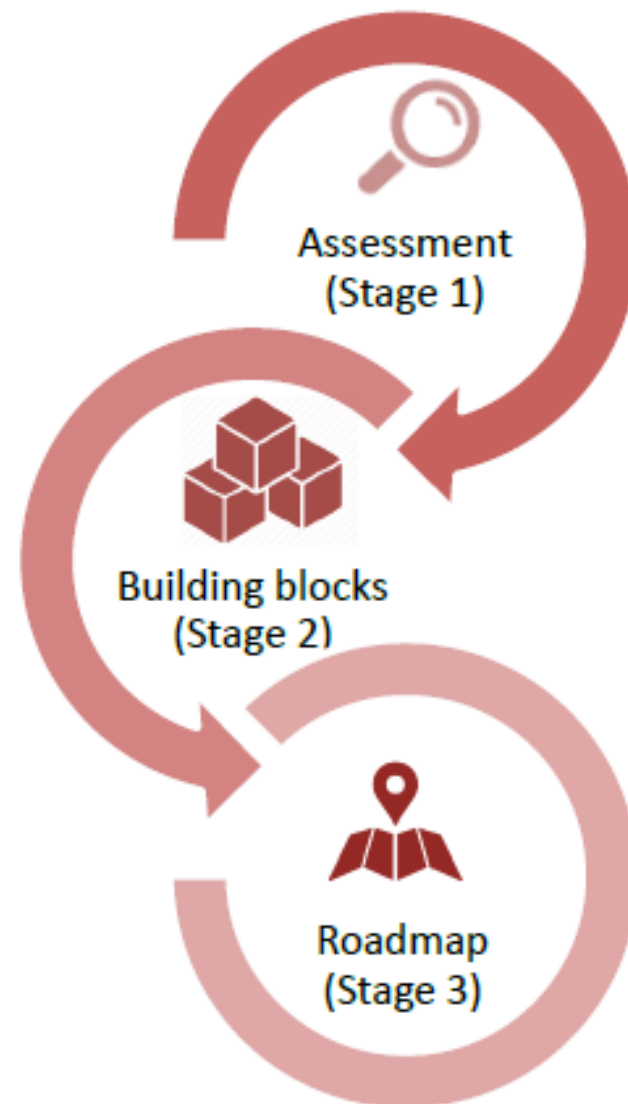 Assessment
(Stage 1)
Building blocks
(Stage 2)
Roadmap
(Stage 3)